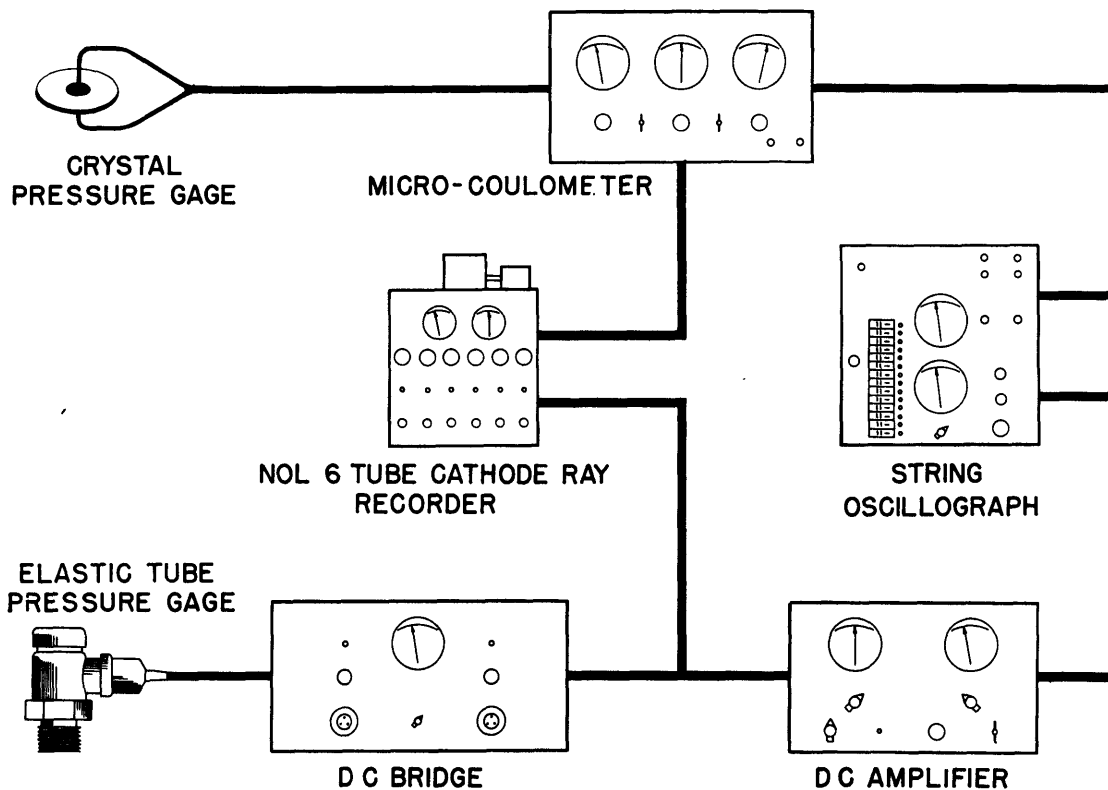 CRYSTAL
PRESSURE GAGE
MICRO-COULOMETER
NOL 6 TUBE CATHODE RAY
RECORDER
STRING
OSCILLOGRAPH
ELASTIC TUBE
PRESSURE GAGE
D C BRIDGE
D C AMPLIFIER